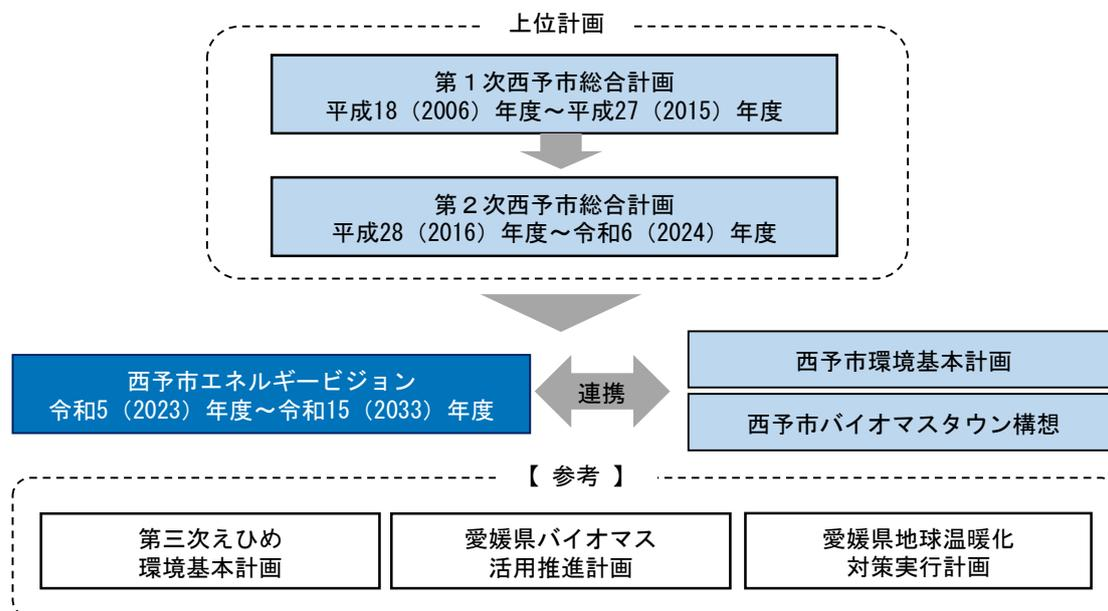 上位計画
第１次西予市総合計画
平成18（2006）年度～平成27（2015）年度
第２次西予市総合計画
平成28（2016）年度～令和6（2024）年度
西予市エネルギービジョン
令和5（2023）年度～令和15（2033）年度
連携
西予市環境基本計画
西予市バイオマスタウン構想
【 参考 】
第三次えひめ
環境基本計画
愛媛県バイオマス
活用推進計画
愛媛県地球温暖化
対策実行計画